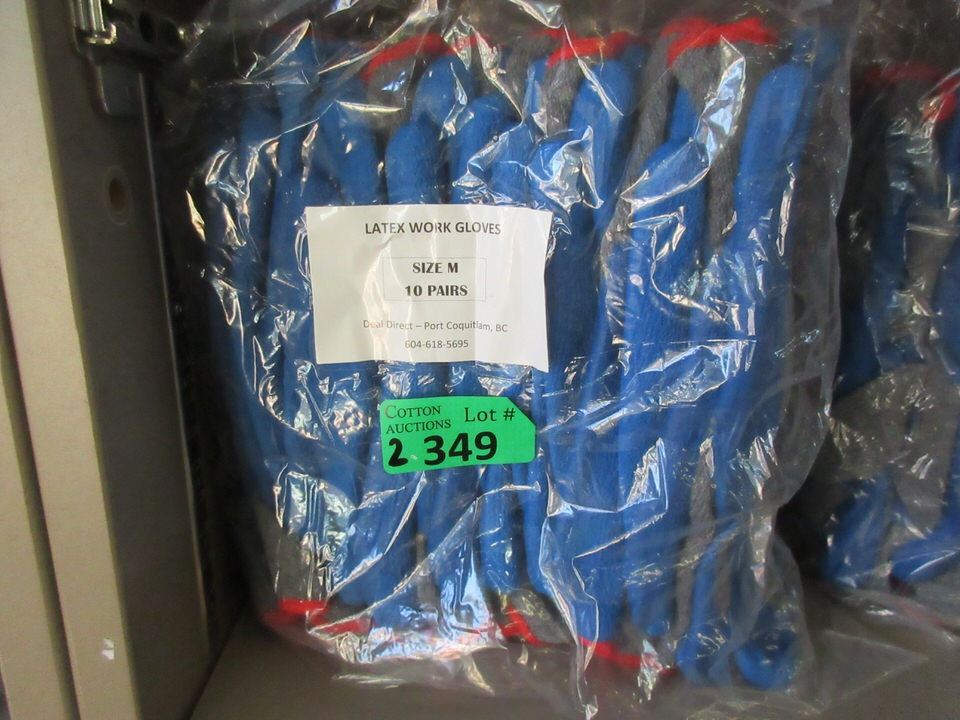 LATEX WORK GLOVES
SIZE M
10 PAIRS
Deal Direct – Port Coquitlam, BC
604-618-5695
COTTON AUCTIONS Lot #
2 349